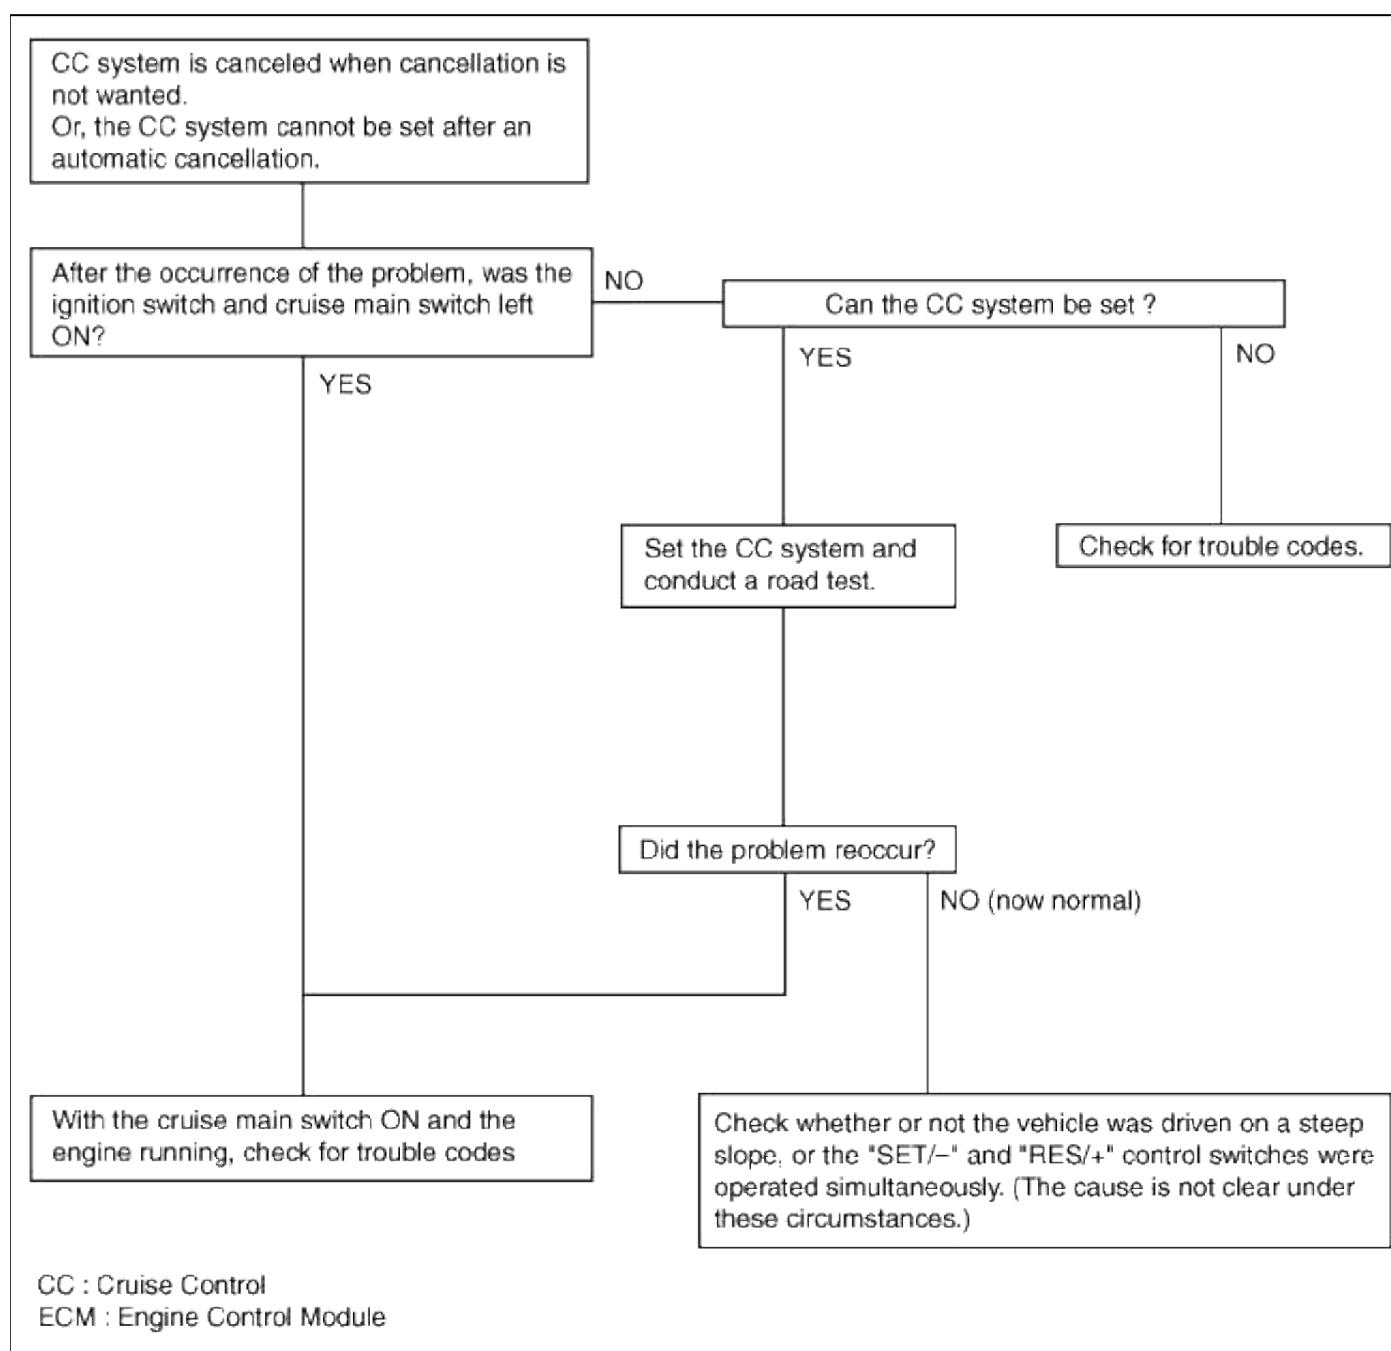 CC system is canceled when cancellation is
not wanted.
Or, the CC system cannot be set after an
automatic cancellation.
After the occurrence of the problem, was the
ignition switch and cruise main switch left
ON?
NO
Can the CC system be set ?
YES
YES
NO
Set the CC system and
conduct a road test.
Check for trouble codes.
Did the problem reoccur?
YES
NO (now normal)
With the cruise main switch ON and the
engine running, check for trouble codes
Check whether or not the vehicle was driven on a steep
slope, or the "SET/–" and "RES/+" control switches were
operated simultaneously. (The cause is not clear under
these circumstances.)
CC : Cruise Control
ECM : Engine Control Module